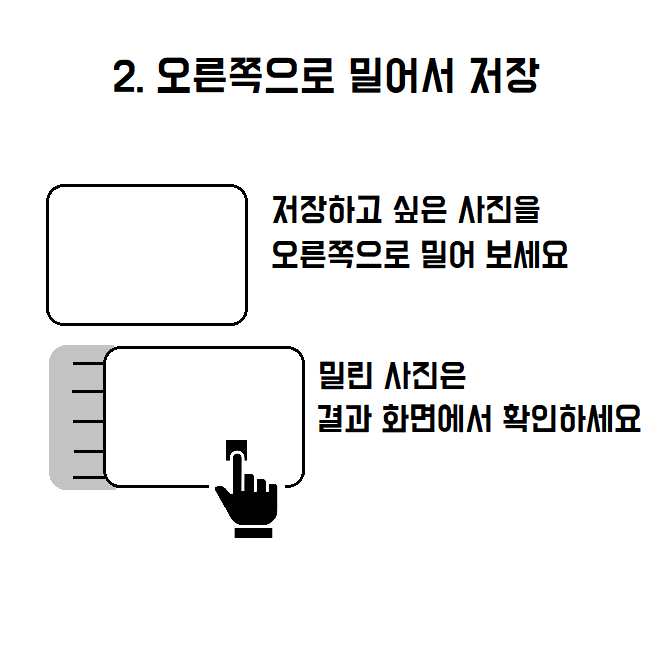 2. 오른쪽으로 밀어서 저장
저장하고 싶은 사진을
오른쪽으로 밀어 보세요
밀린 사진은
결과 화면에서 확인하세요